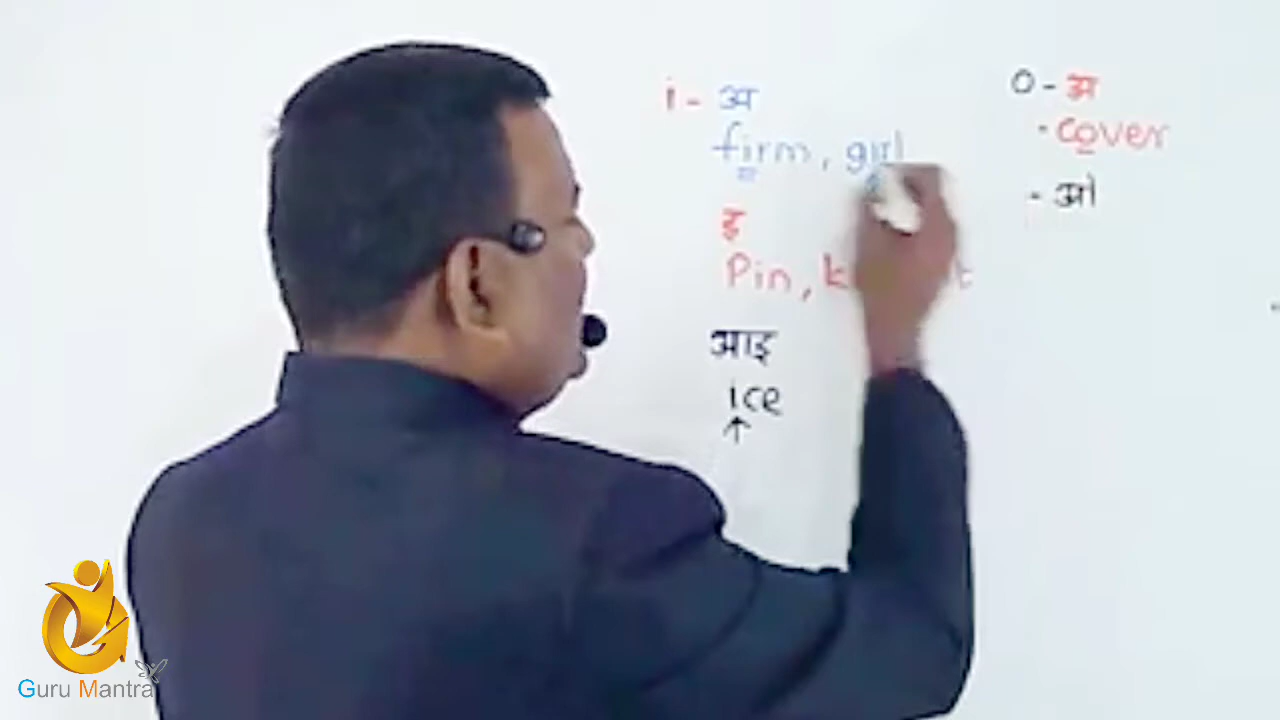 i - अ
firm, girl
इ
Pin,
आइ
ice
o - अ
- cover
- ओ
Guru Mantra